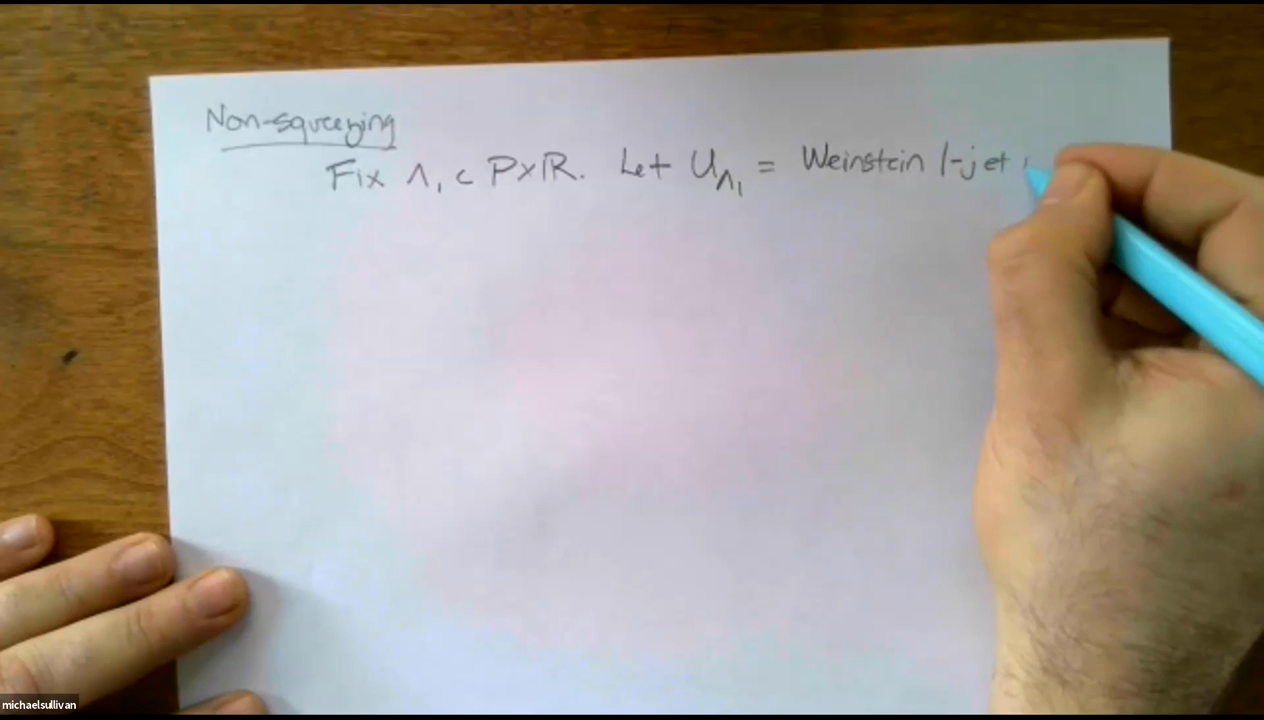 Non-squeezing
Fix Λ₁ ⊂ P×ℝ. Let U_Λ₁ = Weinstein 1-jet
michaelsullivan